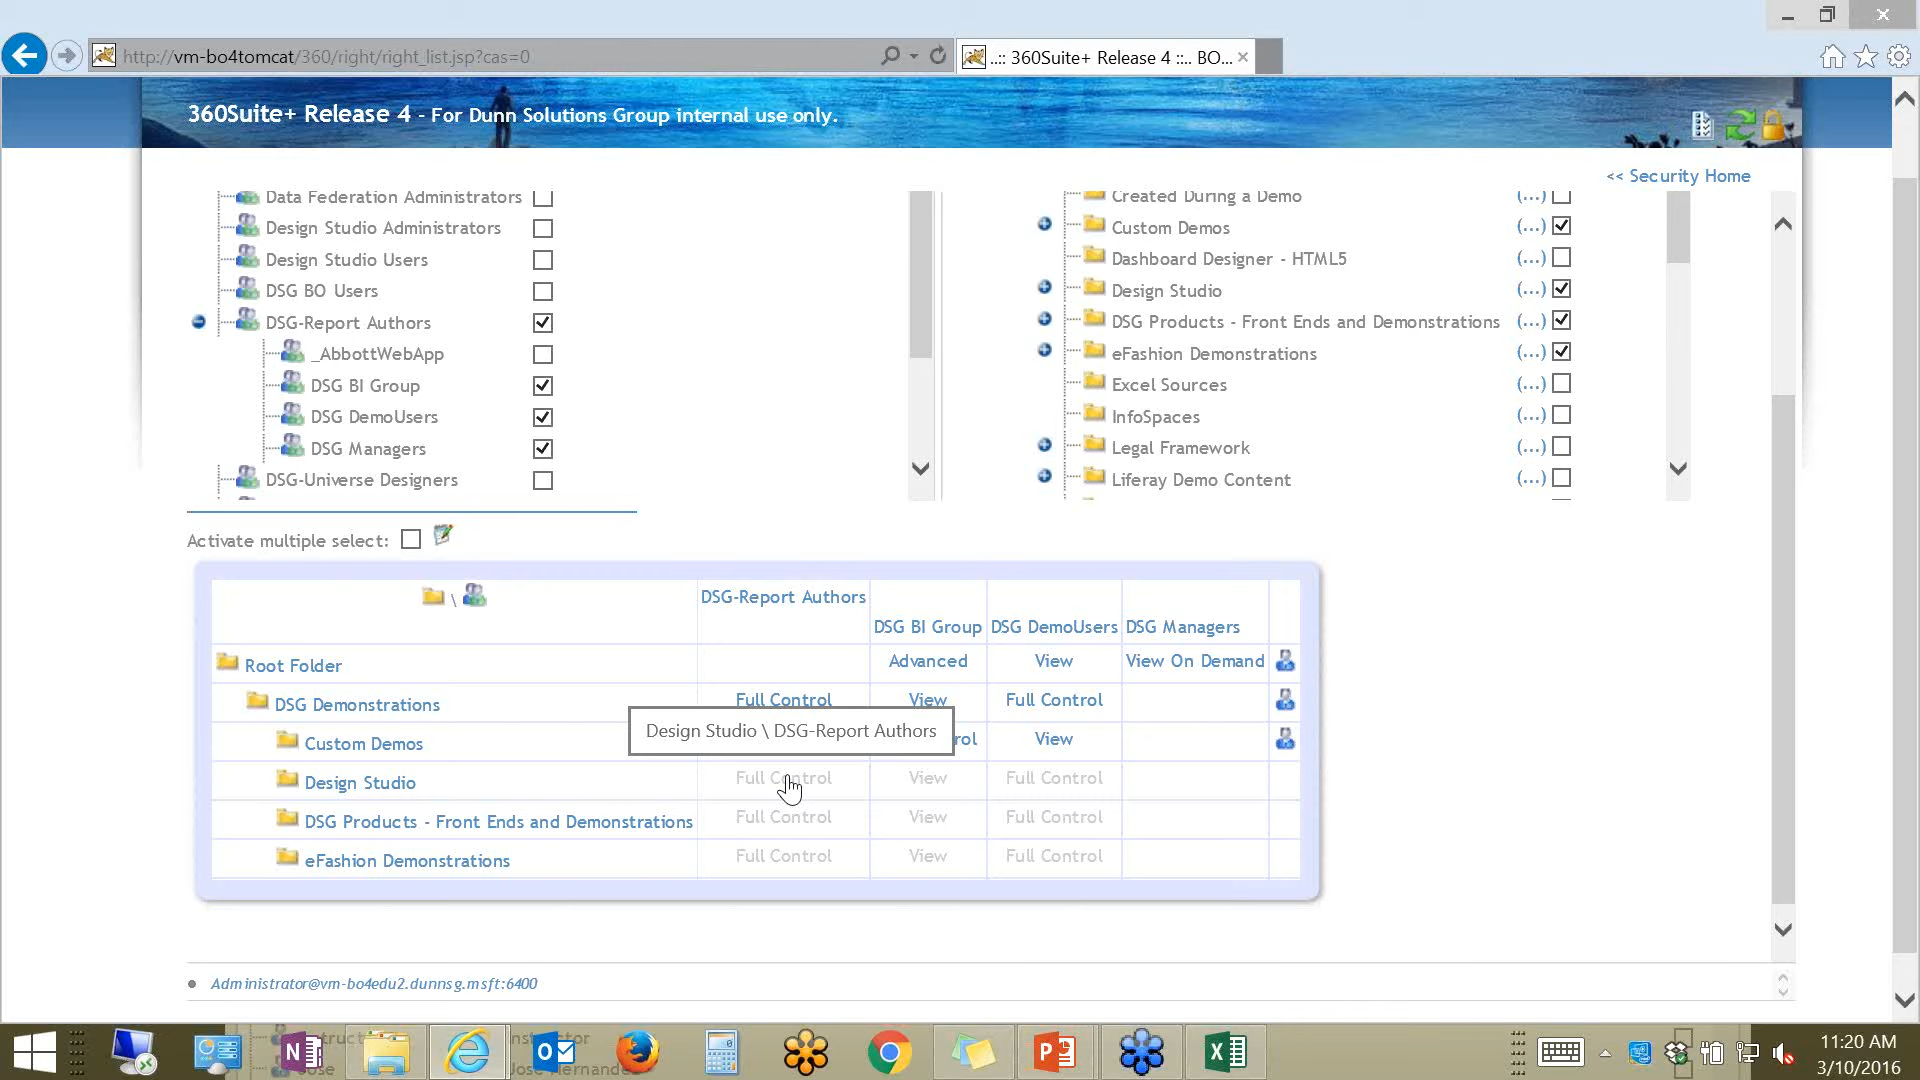 http://vm-bo4tomcat/360/right/right_list.jsp?cas=0
..:: 360Suite+ Release 4 ::.. BO...
360Suite+ Release 4 - For Dunn Solutions Group internal use only.
<< Security Home
Data Federation Administrators
Design Studio Administrators
Design Studio Users
DSG BO Users
DSG-Report Authors
_AbbottWebApp
DSG BI Group
DSG DemoUsers
DSG Managers
DSG-Universe Designers
Created During a Demo (...)
Custom Demos (...)
Dashboard Designer - HTML5 (...)
Design Studio (...)
DSG Products - Front Ends and Demonstrations (...)
eFashion Demonstrations (...)
Excel Sources (...)
InfoSpaces (...)
Legal Framework (...)
Liferay Demo Content (...)
Activate multiple select:
\ DSG-Report Authors
DSG BI Group DSG DemoUsers DSG Managers
Root Folder Advanced View View On Demand
DSG Demonstrations Full Control View Full Control
Design Studio \ DSG-Report Authors
Custom Demos View
Design Studio Full Control View Full Control
DSG Products - Front Ends and Demonstrations Full Control View Full Control
eFashion Demonstrations Full Control View Full Control
Administrator@vm-bo4edu2.dunnsg.msft:6400
11:20 AM
3/10/2016